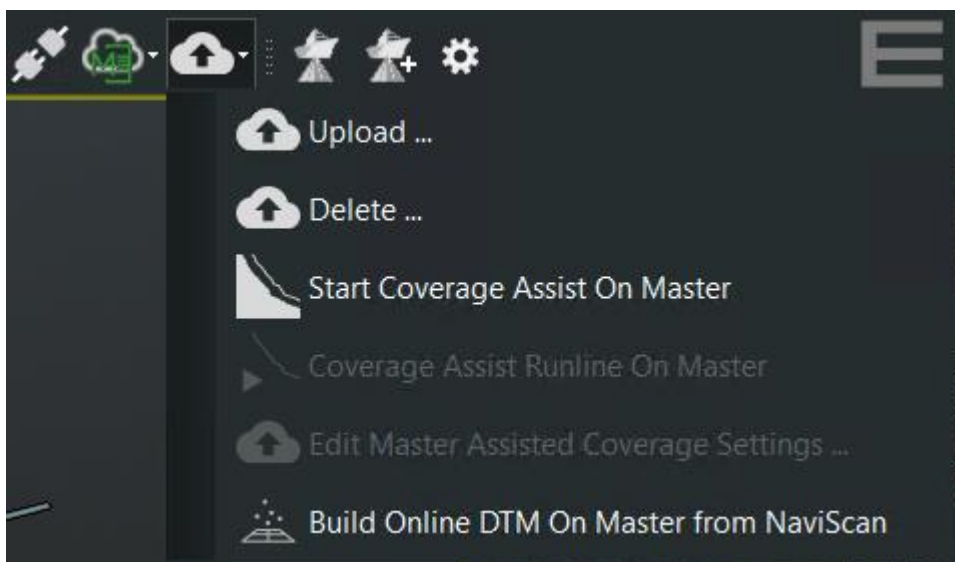 Upload ...
Delete ...
Start Coverage Assist On Master
Coverage Assist Runline On Master
Edit Master Assisted Coverage Settings ...
Build Online DTM On Master from NaviScan